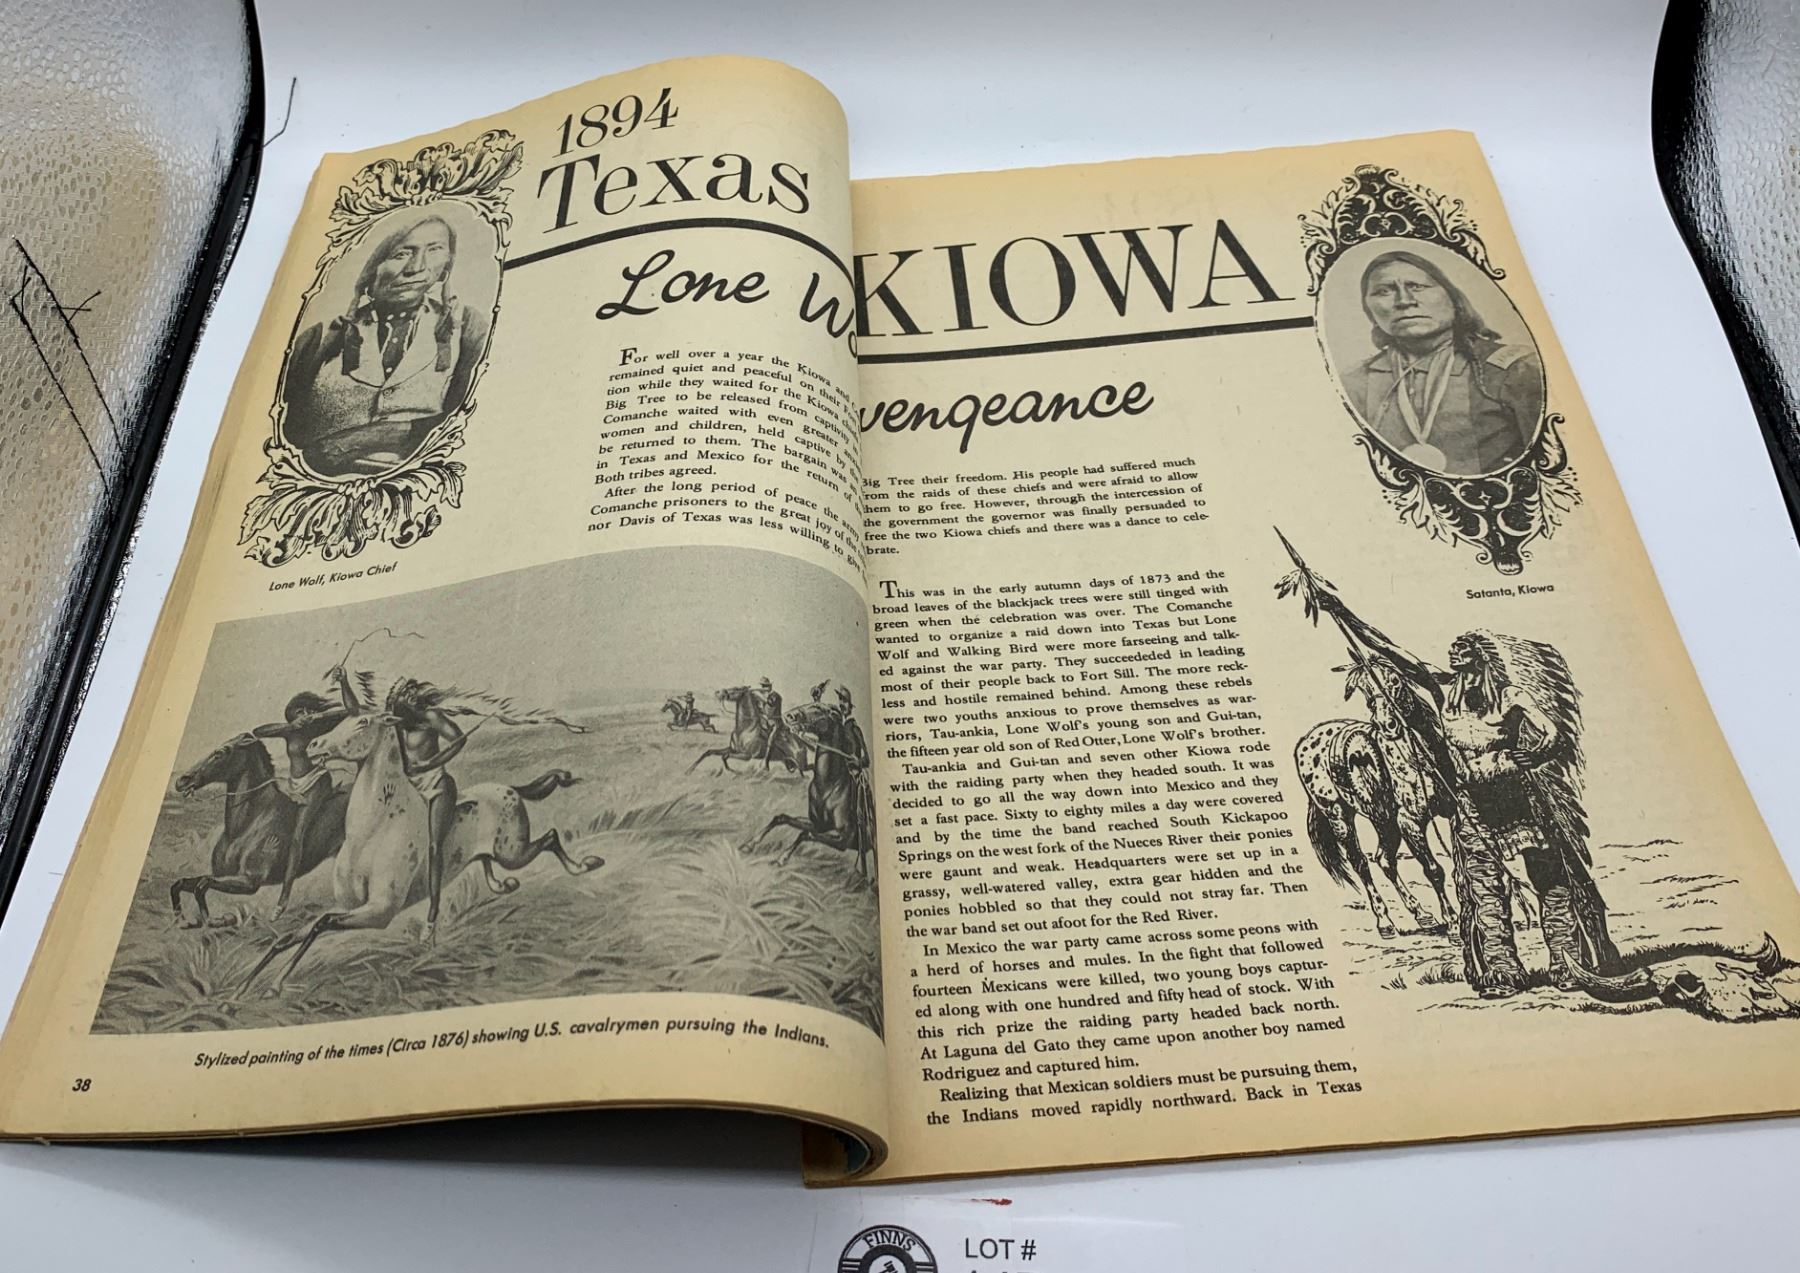 1894
Texas
Lone
KIOWA
vengeance
For well over a year the Kiowa and
remained quiet and peaceful on their
tion while they waited for the Kiowa
Big Tree to be released from captivity
Comanche waited with even greater
women and children, held captive by
be returned to them. The bargain was
in Texas and Mexico for the return of
Both tribes agreed.
After the long period of peace the army
Comanche prisoners to the great joy of the
nor Davis of Texas was less willing to give
Lone Wolf, Kiowa Chief
Stylized painting of the times (Circa 1876) showing U.S. cavalrymen pursuing the Indians.
38
Big Tree their freedom. His people had suffered much
from the raids of these chiefs and were afraid to allow
them to go free. However, through the intercession of
the government the governor was finally persuaded to
free the two Kiowa chiefs and there was a dance to cele-
brate.
This was in the early autumn days of 1873 and the
broad leaves of the blackjack trees were still tinged with
green when the celebration was over. The Comanche
wanted to organize a raid down into Texas but Lone
Wolf and Walking Bird were more farseeing and talk-
ed against the war party. They succeededed in leading
most of their people back to Fort Sill. The more reck-
less and hostile remained behind. Among these rebels
were two youths anxious to prove themselves as war-
riors, Tau-ankia, Lone Wolf's young son and Gui-tan,
the fifteen year old son of Red Otter, Lone Wolf's brother.
Tau-ankia and Gui-tan and seven other Kiowa rode
with the raiding party when they headed south. It was
decided to go all the way down into Mexico and they
set a fast pace. Sixty to eighty miles a day were covered
and by the time the band reached South Kickapoo
Springs on the west fork of the Nueces River their ponies
were gaunt and weak. Headquarters were set up in a
grassy, well-watered valley, extra gear hidden and the
ponies hobbled so that they could not stray far. Then
the war band set out afoot for the Red River.
In Mexico the war party came across some peons with
a herd of horses and mules. In the fight that followed
fourteen Mexicans were killed, two young boys captur-
ed along with one hundred and fifty head of stock. With
this rich prize the raiding party headed back north.
At Laguna del Gato they came upon another boy named
Rodriguez and captured him.
Realizing that Mexican soldiers must be pursuing them,
the Indians moved rapidly northward. Back in Texas
Satanta, Kiowa
FINNS
LOT #